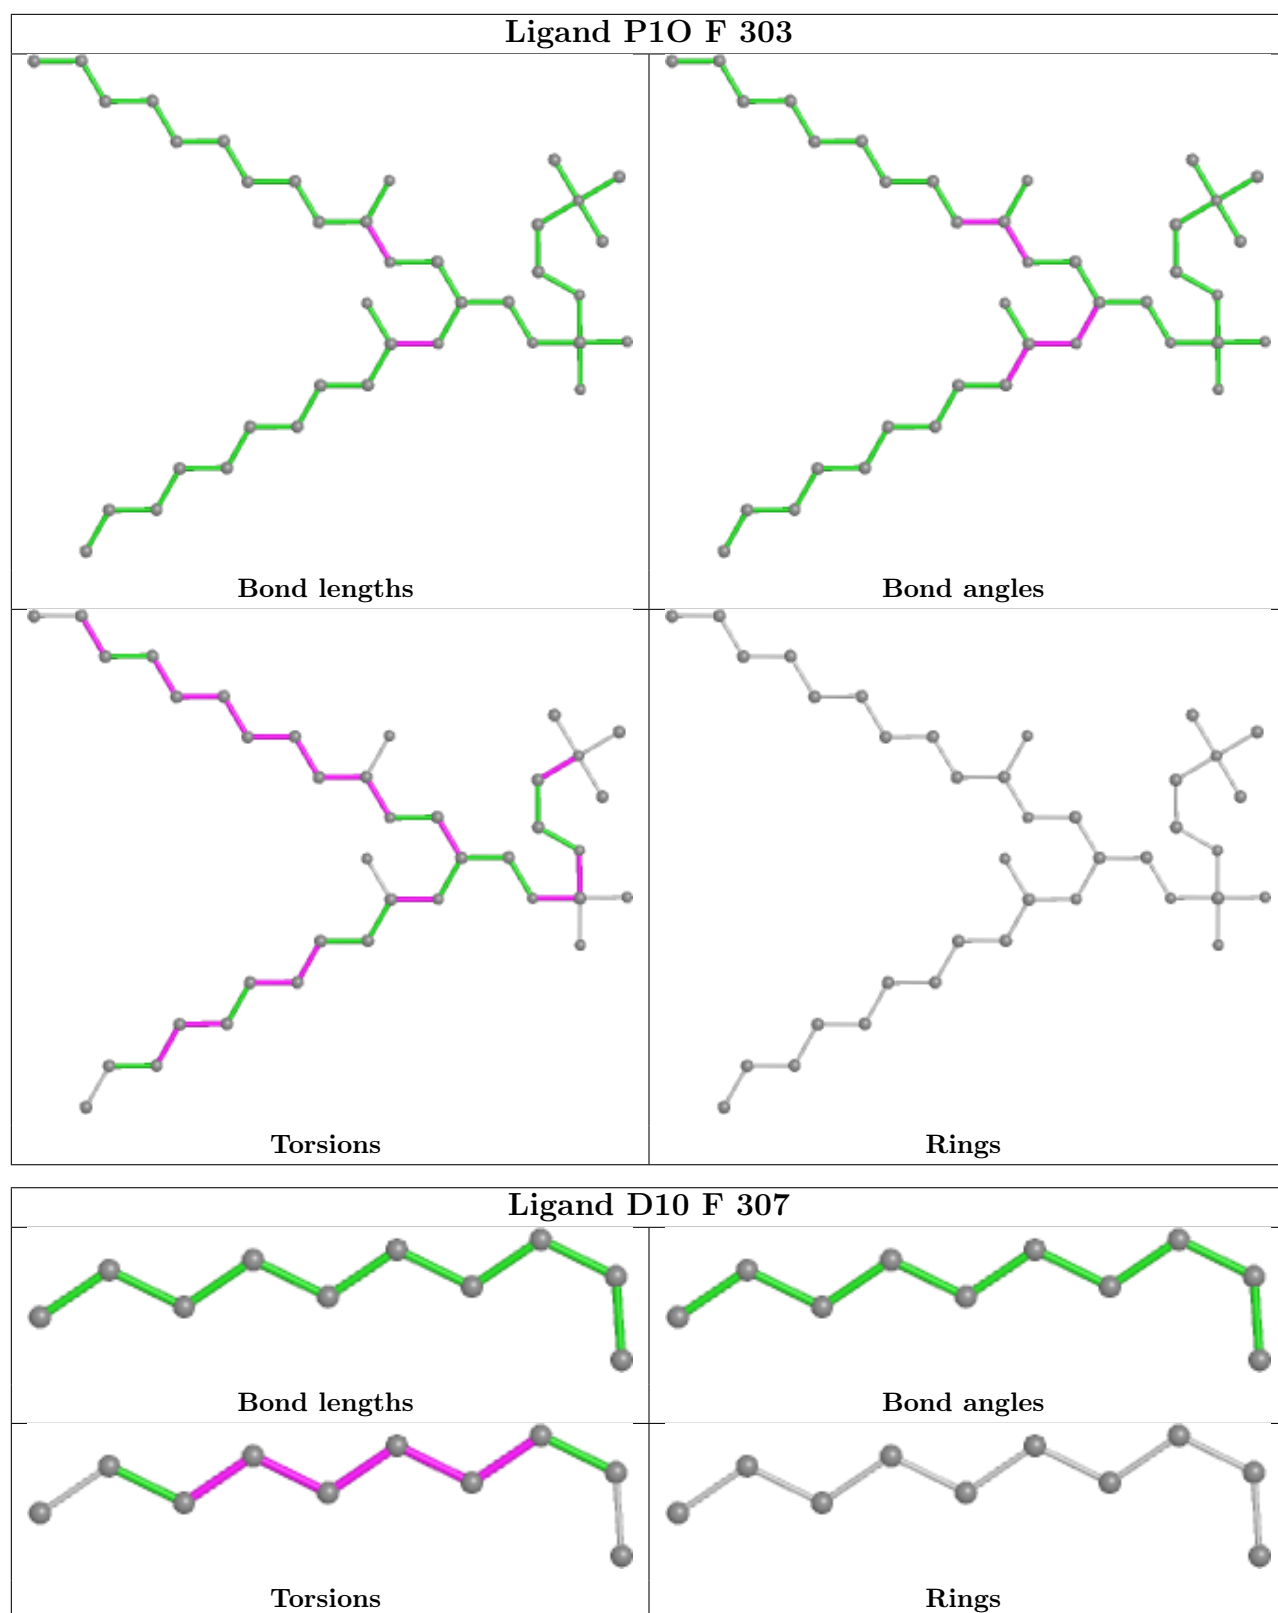 Ligand P1O F 303
Bond lengths
Bond angles
Torsions
Rings
Ligand D10 F 307
Bond lengths
Bond angles
Torsions
Rings